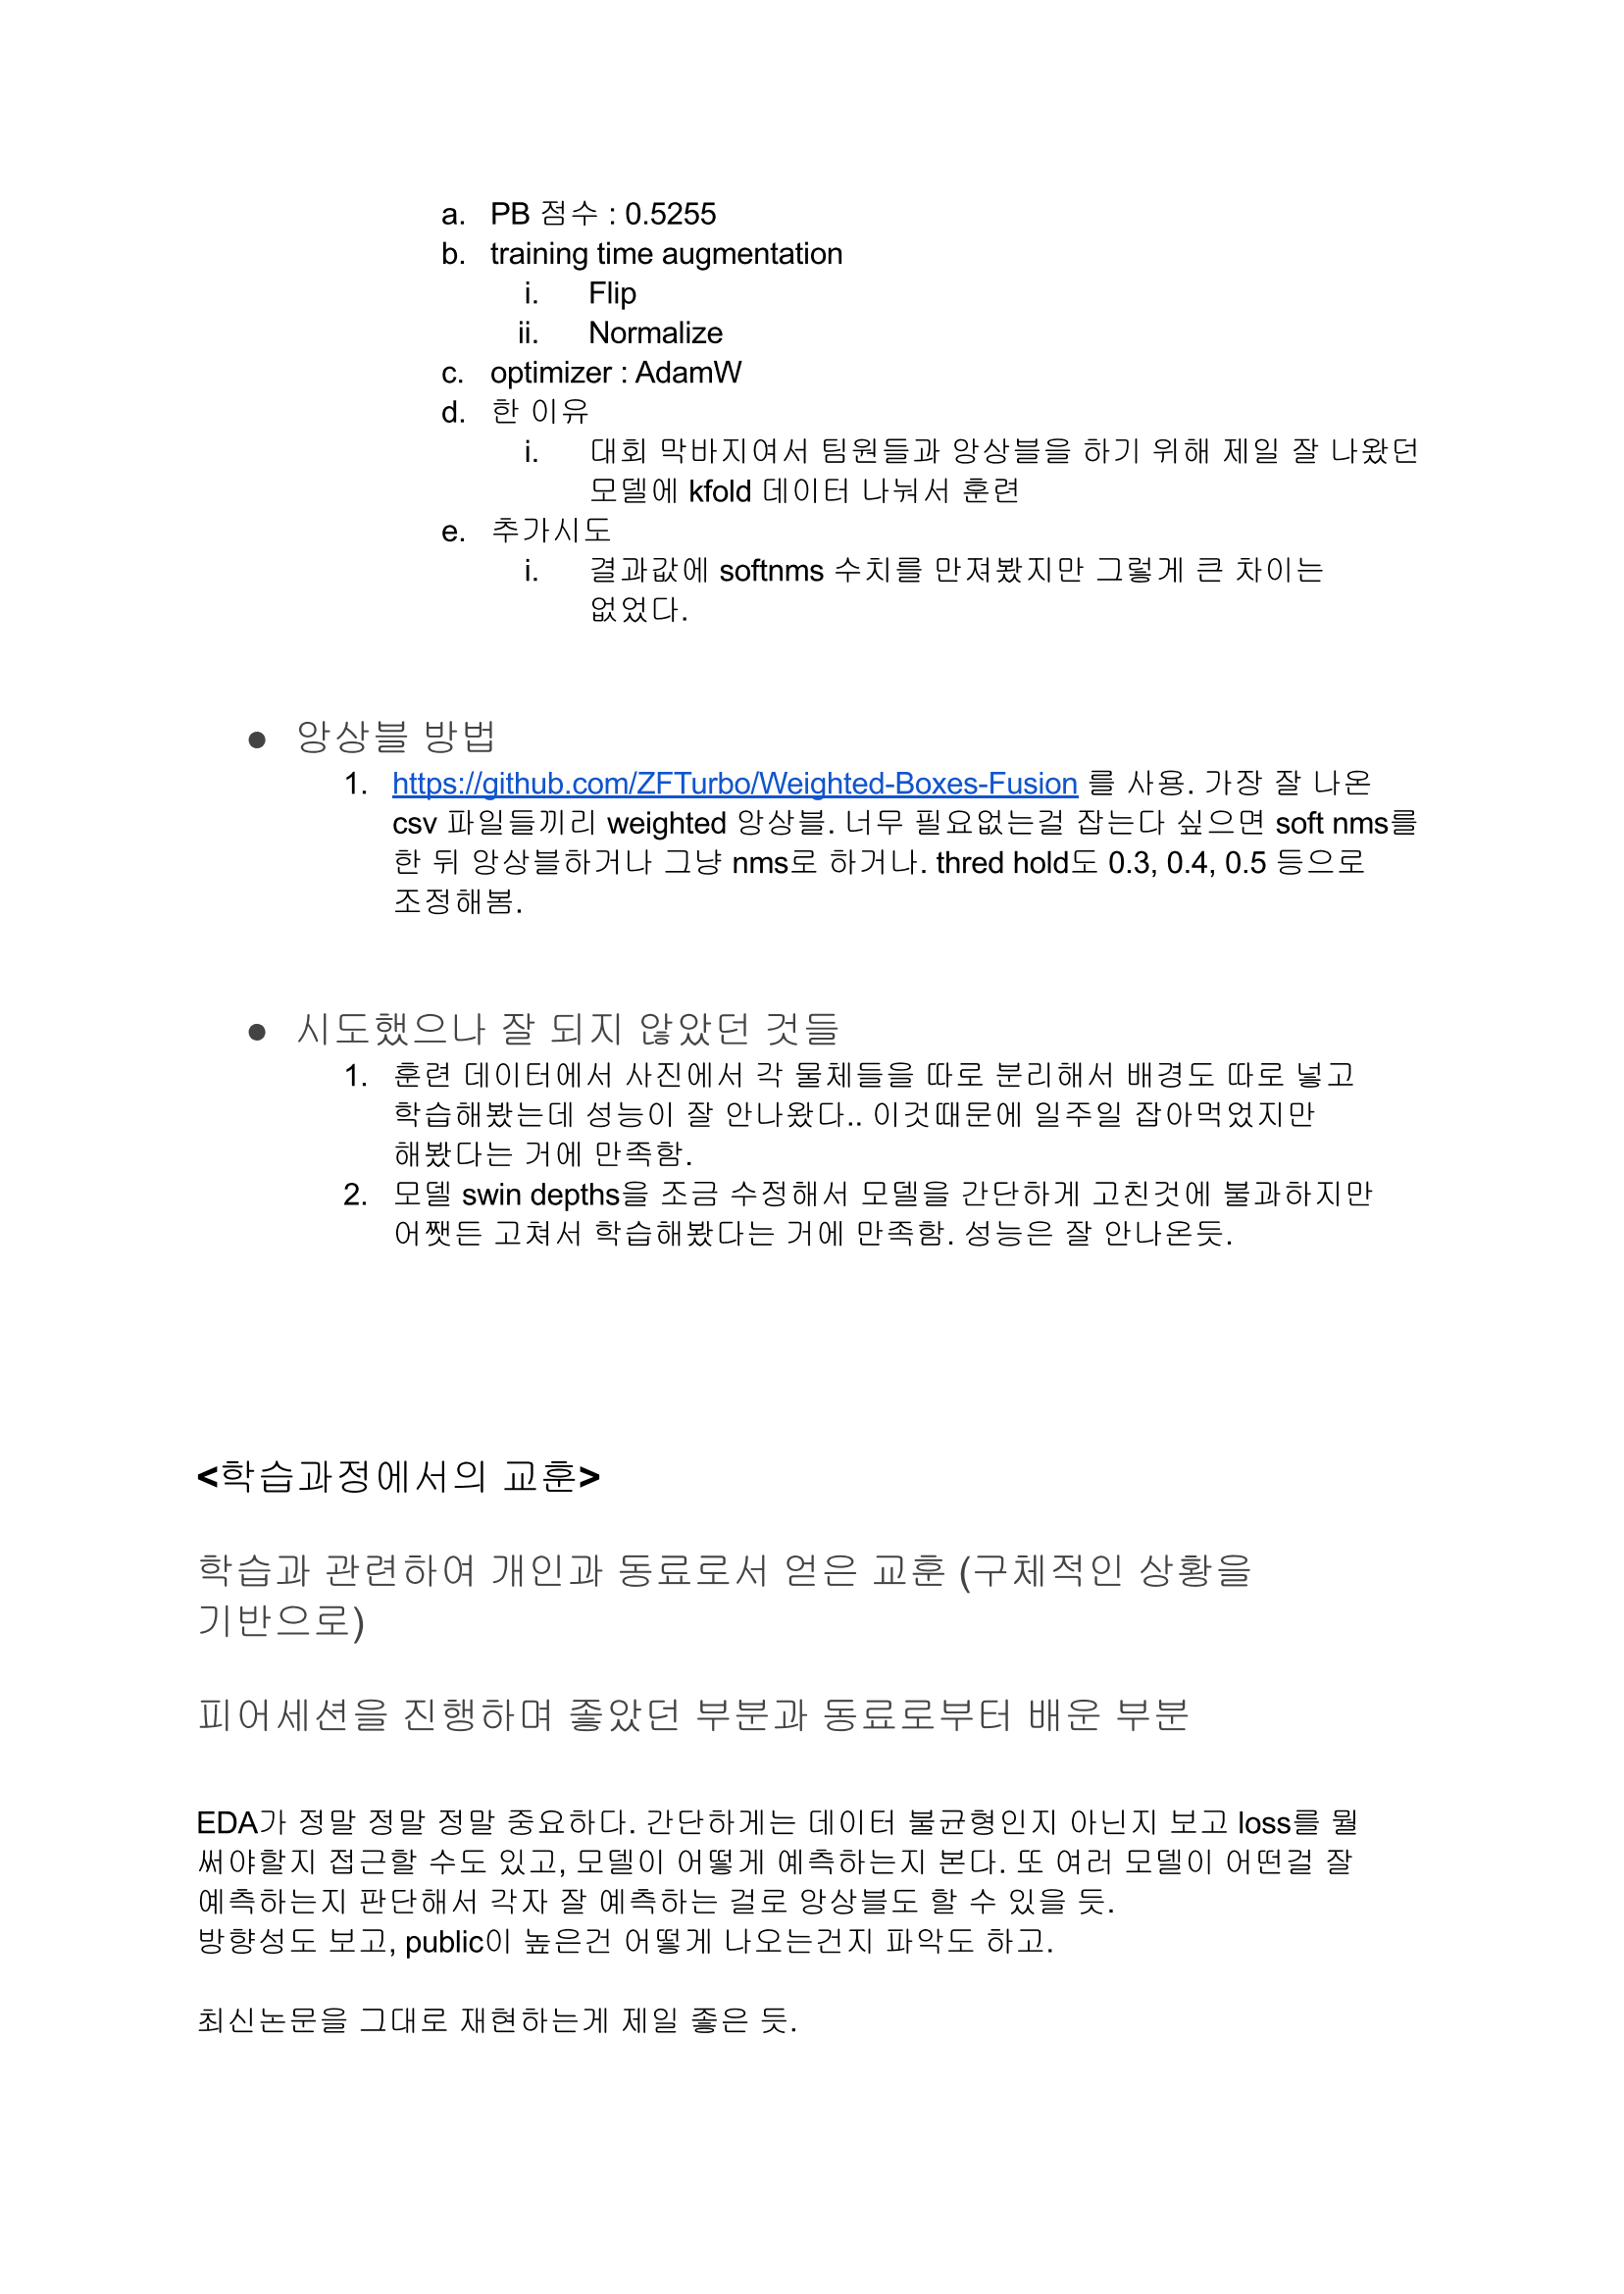 a. PB 점수 : 0.5255
b. training time augmentation
i. Flip
ii. Normalize
c. optimizer : AdamW
d. 한 이유
i. 대회 막바지여서 팀원들과 앙상블을 하기 위해 제일 잘 나왔던
모델에 kfold 데이터 나눠서 훈련
e. 추가시도
i. 결과값에 softnms 수치를 만져봤지만 그렇게 큰 차이는
없었다.
● 앙상블 방법
1. https://github.com/ZFTurbo/Weighted-Boxes-Fusion 를 사용. 가장 잘 나온
csv 파일들끼리 weighted 앙상블. 너무 필요없는걸 잡는다 싶으면 soft nms를
한 뒤 앙상블하거나 그냥 nms로 하거나. thred hold도 0.3, 0.4, 0.5 등으로
조정해봄.
● 시도했으나 잘 되지 않았던 것들
1. 훈련 데이터에서 사진에서 각 물체들을 따로 분리해서 배경도 따로 넣고
학습해봤는데 성능이 잘 안나왔다.. 이것때문에 일주일 잡아먹었지만
해봤다는 거에 만족함.
2. 모델 swin depths을 조금 수정해서 모델을 간단하게 고친것에 불과하지만
어쨋든 고쳐서 학습해봤다는 거에 만족함. 성능은 잘 안나온듯.
<학습과정에서의 교훈>
학습과 관련하여 개인과 동료로서 얻은 교훈 (구체적인 상황을
기반으로)
피어세션을 진행하며 좋았던 부분과 동료로부터 배운 부분
EDA가 정말 정말 정말 중요하다. 간단하게는 데이터 불균형인지 아닌지 보고 loss를 뭘
써야할지 접근할 수도 있고, 모델이 어떻게 예측하는지 본다. 또 여러 모델이 어떤걸 잘
예측하는지 판단해서 각자 잘 예측하는 걸로 앙상블도 할 수 있을 듯.
방향성도 보고, public이 높은건 어떻게 나오는건지 파악도 하고.
최신논문을 그대로 재현하는게 제일 좋은 듯.